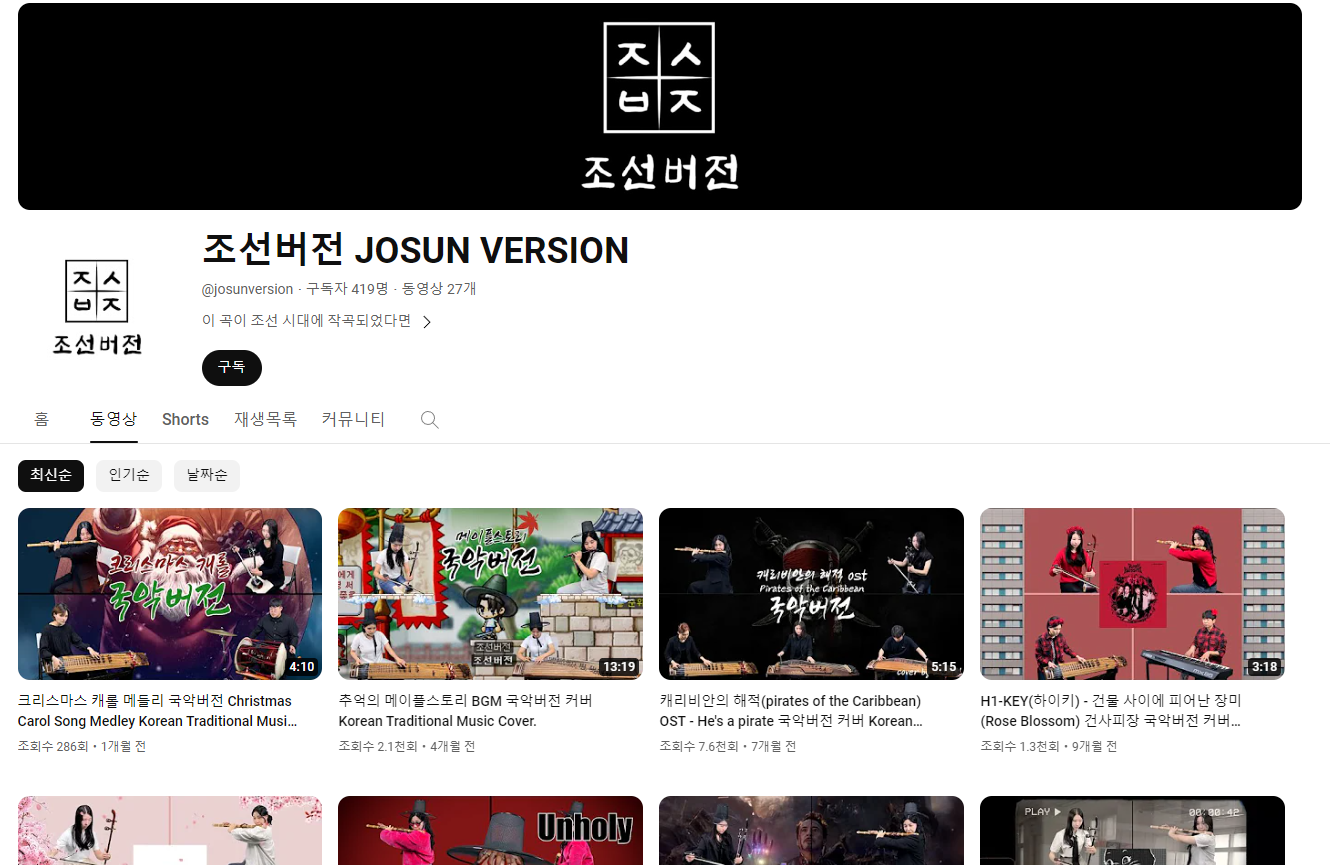 ㅈㅅ
ㅂㅈ
조선버전
ㅈㅅ
ㅂㅈ
조선버전
조선버전 JOSUN VERSION
@josunversion · 구독자 419명 · 동영상 27개
이 곡이 조선 시대에 작곡되었다면
구독
홈 동영상 Shorts 재생목록 커뮤니티
최신순 인기순 날짜순
크리스마스 캐롤
국악버전
4:10
메이플스토리
국악버전
조선버전
조선버전
13:19
캐리비안의 해적 ost
Pirates of the Caribbean
국악버전
cover by
5:15
3:18
크리스마스 캐롤 메들리 국악버전 Christmas
Carol Song Medley Korean Traditional Musi...
조회수 286회 • 1개월 전
추억의 메이플스토리 BGM 국악버전 커버
Korean Traditional Music Cover.
조회수 2.1천회 • 4개월 전
캐리비안의 해적(pirates of the Caribbean)
OST - He's a pirate 국악버전 커버 Korean...
조회수 7.6천회 • 7개월 전
H1-KEY(하이키) - 건물 사이에 피어난 장미
(Rose Blossom) 건사피장 국악버전 커버...
조회수 1.3천회 • 9개월 전
Unholy
PLAY 00:00:42